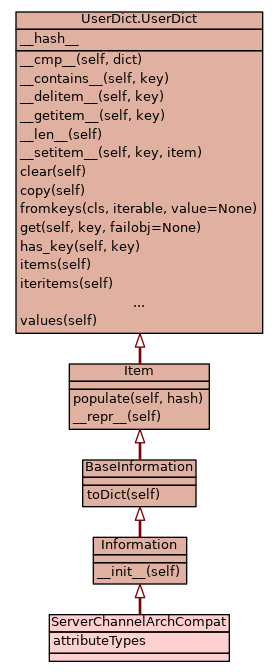 UserDict.UserDict
__hash__
__cmp__(self, dict)
__contains__(self, key)
__delitem__(self, key)
__getitem__(self, key)
__len__(self)
__setitem__(self, key, item)
clear(self)
copy(self)
fromkeys(cls, iterable, value=None)
get(self, key, failobj=None)
has_key(self, key)
items(self)
iteritems(self)
...
values(self)
Item
populate(self, hash)
__repr__(self)
BaseInformation
toDict(self)
Information
__init__(self)
ServerChannelArchCompat
attributeTypes